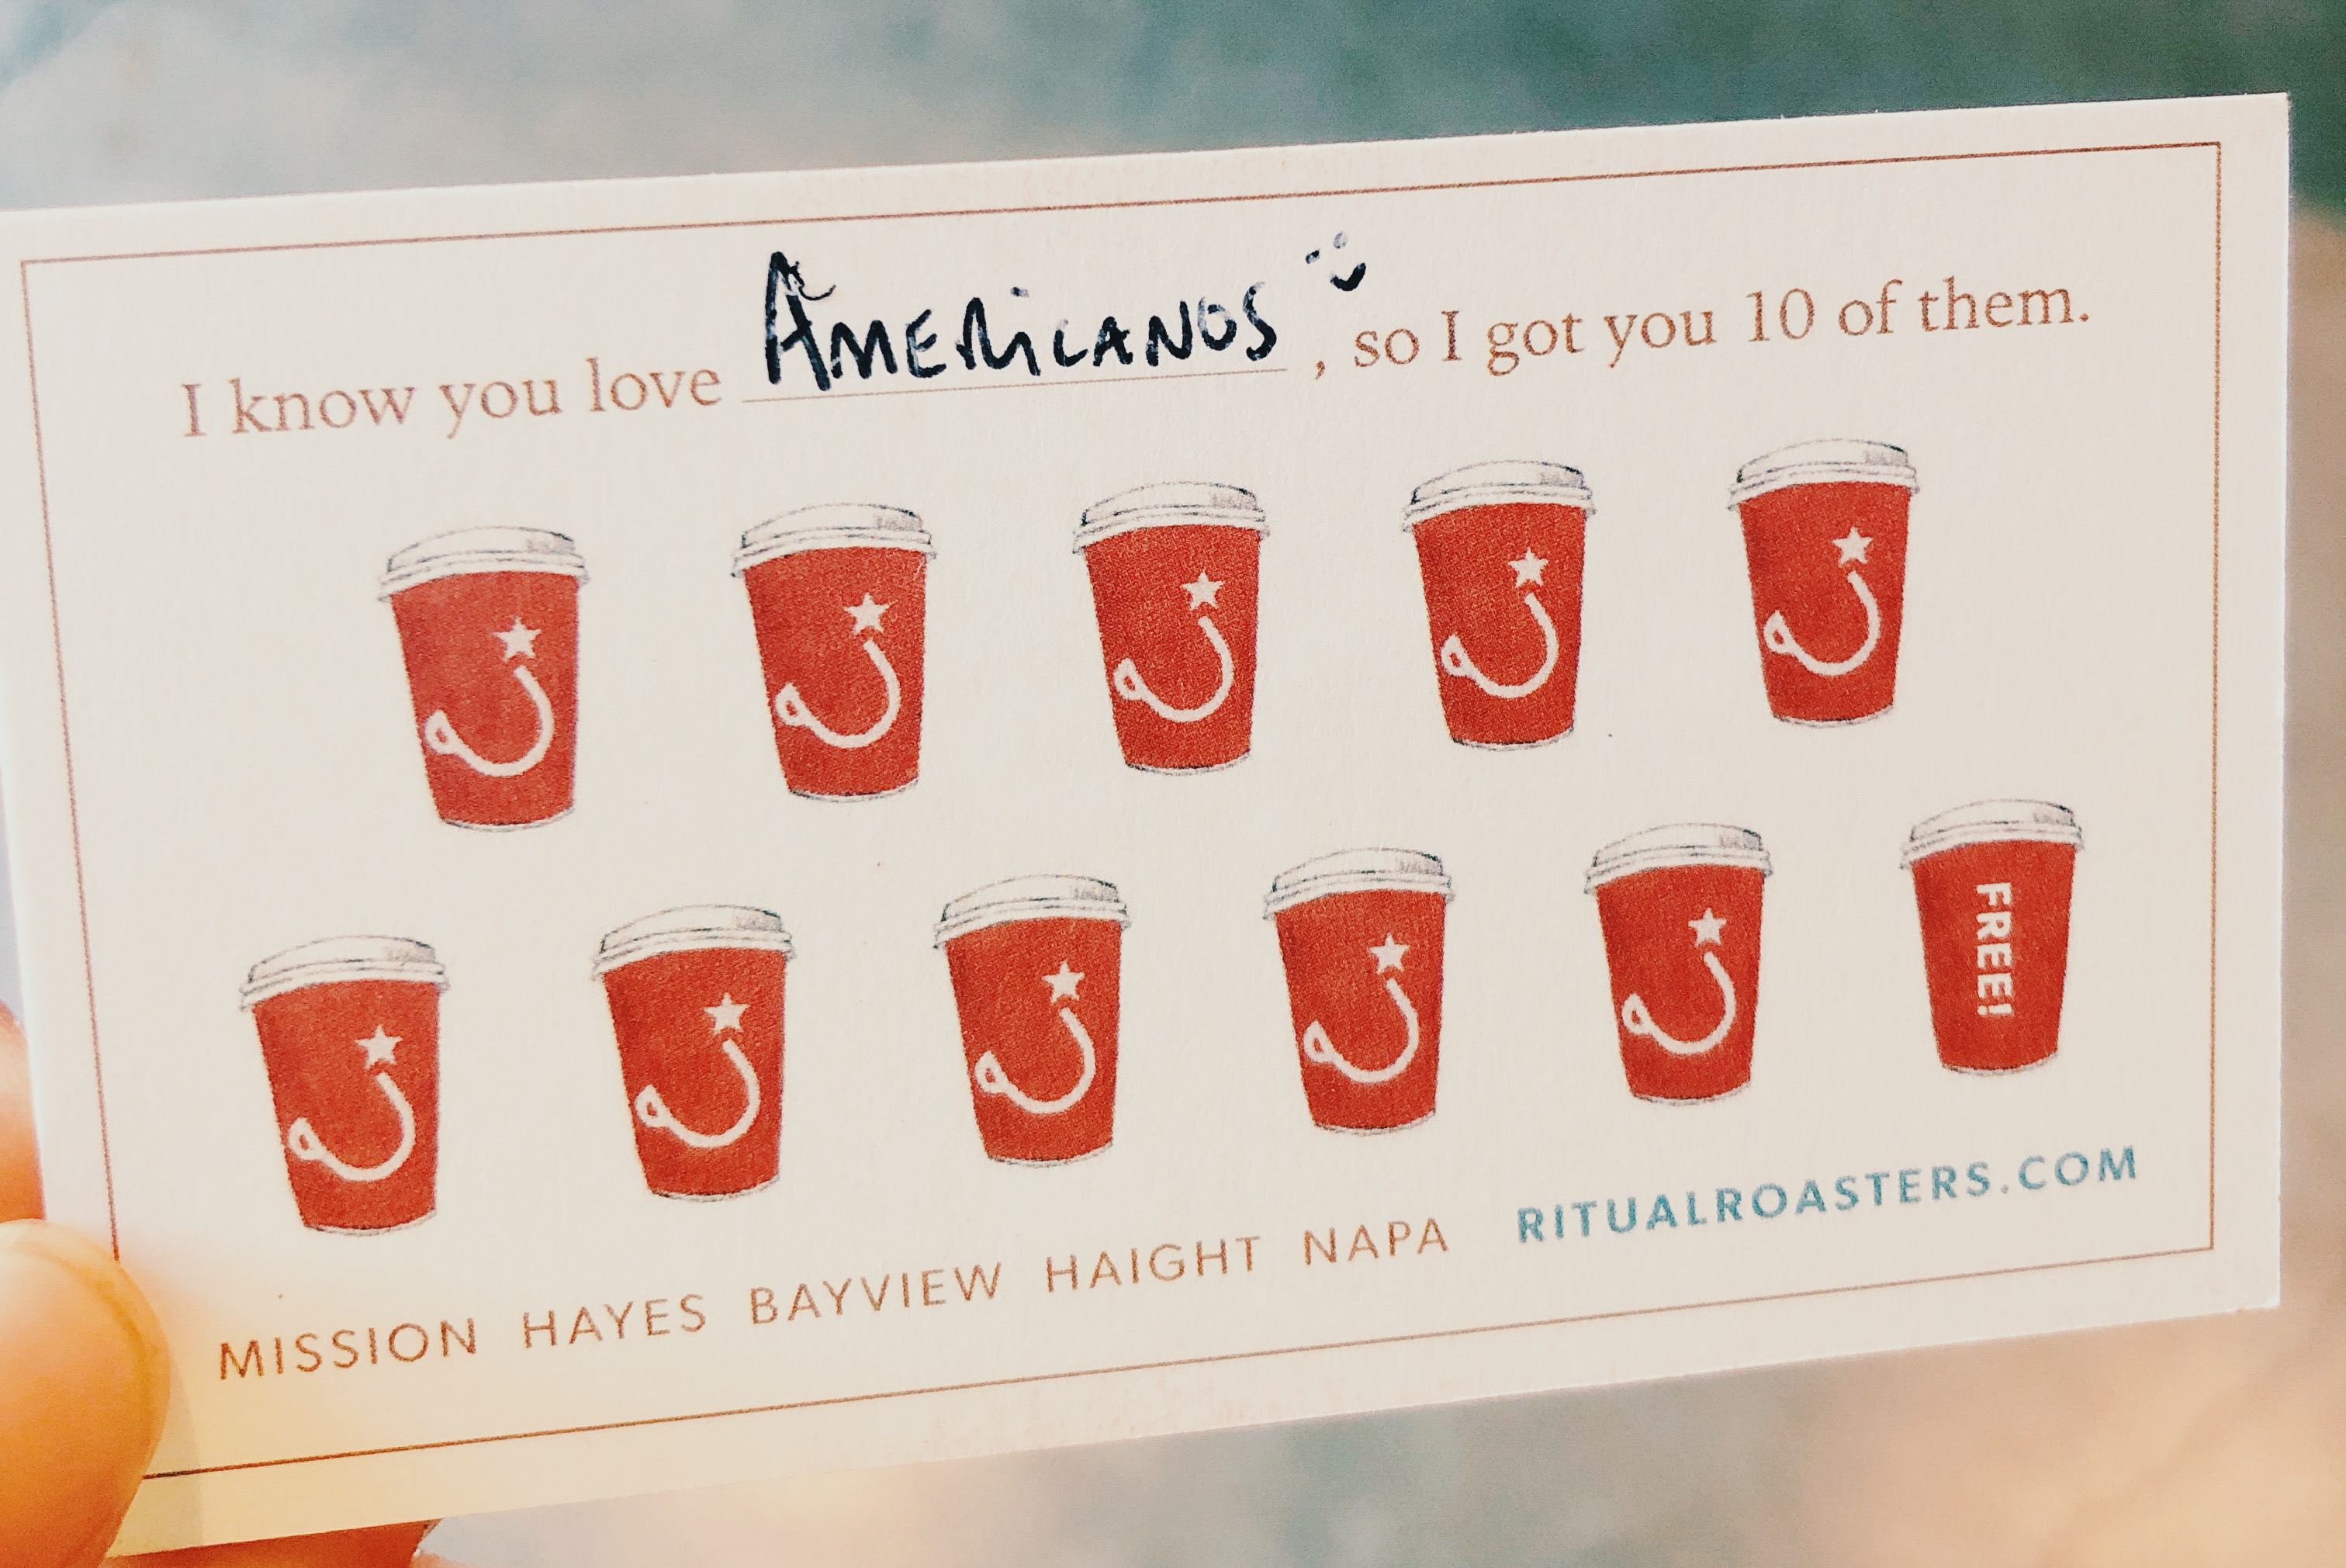 I know you love AMERiCANOS :) , so I got you 10 of them.
FREE!
MISSION HAYES BAYVIEW HAIGHT NAPA RITUALROASTERS.COM